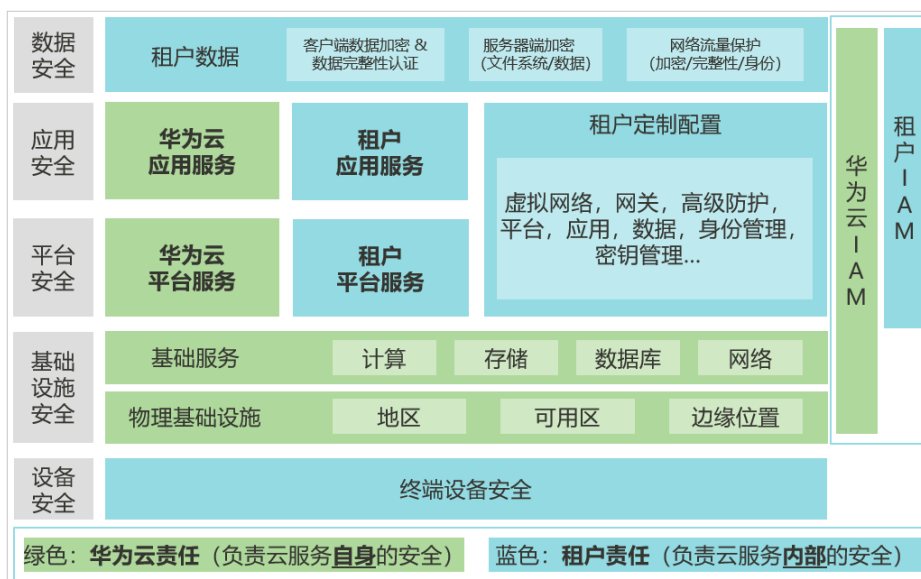 数据
安全
租户数据
客户端数据加密 &
数据完整性认证
服务器端加密
(文件系统/数据)
网络流量保护
(加密/完整性/身份)
应用
安全
华为云
应用服务
租户
应用服务
租户定制配置
虚拟网络，网关，高级防护，
平台，应用，数据，身份管理，
密钥管理...
平台
安全
华为云
平台服务
租户
平台服务
基础
设施
安全
基础服务
计算
存储
数据库
网络
物理基础设施
地区
可用区
边缘位置
设备
安全
终端设备安全
华为云IAM
租户IAM
绿色：华为云责任（负责云服务自身的安全）
蓝色：租户责任（负责云服务内部的安全）